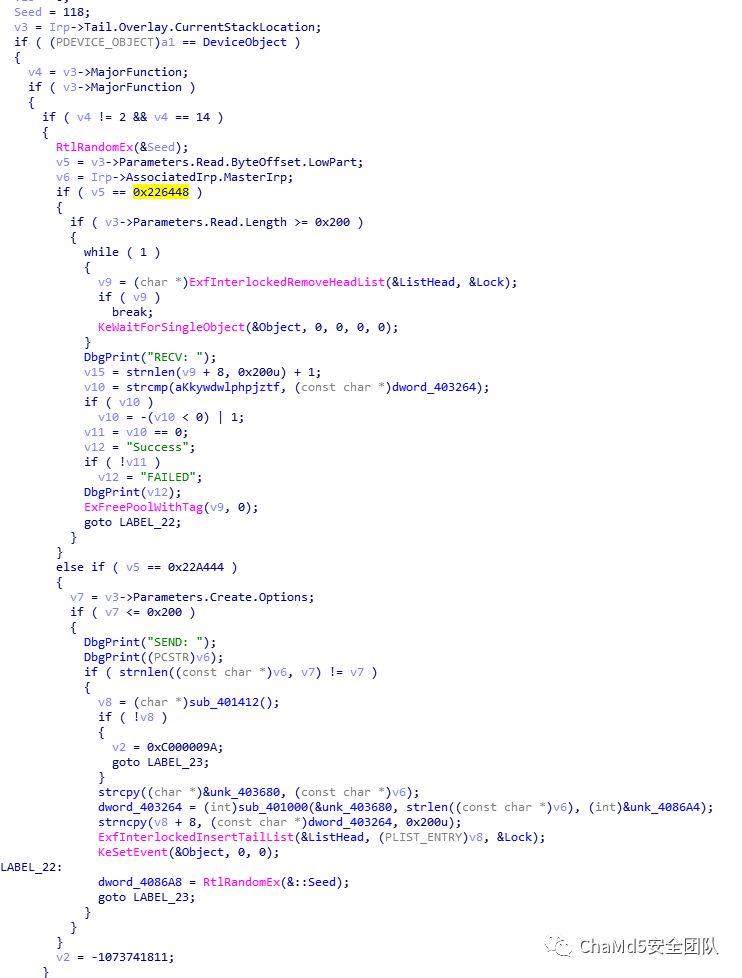 Seed = 118;
v3 = Irp->Tail.Overlay.CurrentStackLocation;
if ( (PDEVICE_OBJECT)a1 == DeviceObject )
{
v4 = v3->MajorFunction;
if ( v3->MajorFunction )
{
if ( v4 != 2 && v4 == 14 )
{
RtlRandomEx(&Seed);
v5 = v3->Parameters.Read.ByteOffset.LowPart;
v6 = Irp->AssociatedIrp.MasterIrp;
if ( v5 == 0x226448 )
{
if ( v3->Parameters.Read.Length >= 0x200 )
{
while ( 1 )
{
v9 = (char *)ExfInterlockedRemoveHeadList(&ListHead, &Lock);
if ( v9 )
break;
KeWaitForSingleObject(&Object, 0, 0, 0, 0);
}
DbgPrint("RECV: ");
v15 = strnlen(v9 + 8, 0x200u) + 1;
v10 = strcmp(aKkywdwlphpjztf, (const char *)dword_403264);
if ( v10 )
v10 = -(v10 < 0) | 1;
v11 = v10 == 0;
v12 = "Success";
if ( !v11 )
v12 = "FAILED";
DbgPrint(v12);
ExFreePoolWithTag(v9, 0);
goto LABEL_22;
}
}
else if ( v5 == 0x22A444 )
{
v7 = v3->Parameters.Create.Options;
if ( v7 <= 0x200 )
{
DbgPrint("SEND: ");
DbgPrint((PCSTR)v6);
if ( strnlen((const char *)v6, v7) != v7 )
{
v8 = (char *)sub_401412();
if ( !v8 )
{
v2 = 0xC000009A;
goto LABEL_23;
}
strcpy((char *)&unk_403680, (const char *)v6);
dword_403264 = (int)sub_401000(&unk_403680, strlen((const char *)v6), (int)&unk_4086A4);
strncpy(v8 + 8, (const char *)dword_403264, 0x200u);
ExfInterlockedInsertTailList(&ListHead, (PLIST_ENTRY)v8, &Lock);
KeSetEvent(&Object, 0, 0);
LABEL_22:
dword_4086A8 = RtlRandomEx(&::Seed);
goto LABEL_23;
}
}
}
v2 = -1073741811;
}
ChaMd5安全团队